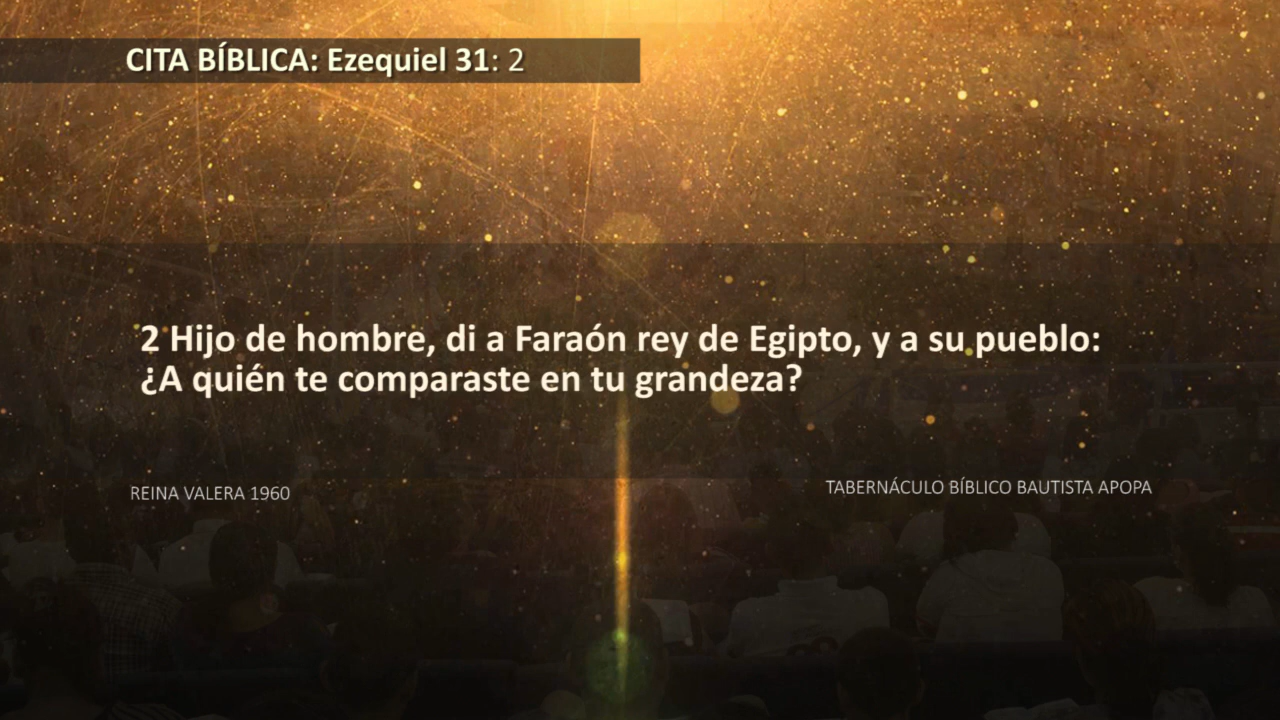 CITA BÍBLICA: Ezequiel 31: 2
2 Hijo de hombre, di a Faraón rey de Egipto, y a su pueblo:
¿A quién te comparaste en tu grandeza?
REINA VALERA 1960
TABERNÁCULO BÍBLICO BAUTISTA APOPA